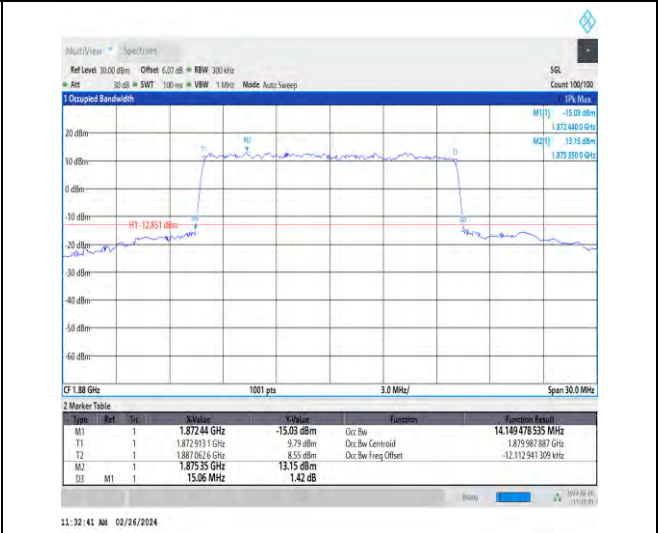 MultiView Spectrum
Ref Level 30.00 dBm Offset 6.07 dB RBW 300 kHz SGL
Att 30 dB SWT 100 ms VBW 1 MHz Mode Auto Sweep Count 100/100
1 Occupied Bandwidth 1Pk Max
M1[1] -15.03 dBm
1.872 440 0 GHz
20 dBm M2[1] 13.15 dBm
1.875 350 0 GHz
T1 M2 T2
10 dBm
0 dBm
-10 dBm
M1 D3
H1 -12.851 dBm
-20 dBm
-30 dBm
-40 dBm
-50 dBm
-60 dBm
CF 1.88 GHz 1001 pts 3.0 MHz/ Span 30.0 MHz
2 Marker Table
Type Ref Trc X-Value Y-Value Function Function Result
M1 1 1.872 44 GHz -15.03 dBm Occ Bw 14.149 478 535 MHz
T1 1 1.872 913 1 GHz 9.79 dBm Occ Bw Centroid 1.879 987 887 GHz
T2 1 1.887 062 6 GHz 8.55 dBm Occ Bw Freq Offset -12.112 941 309 kHz
M2 1 1.875 35 GHz 13.15 dBm
D3 M1 1 15.06 MHz 1.42 dB
11:32:41 AM 02/26/2024